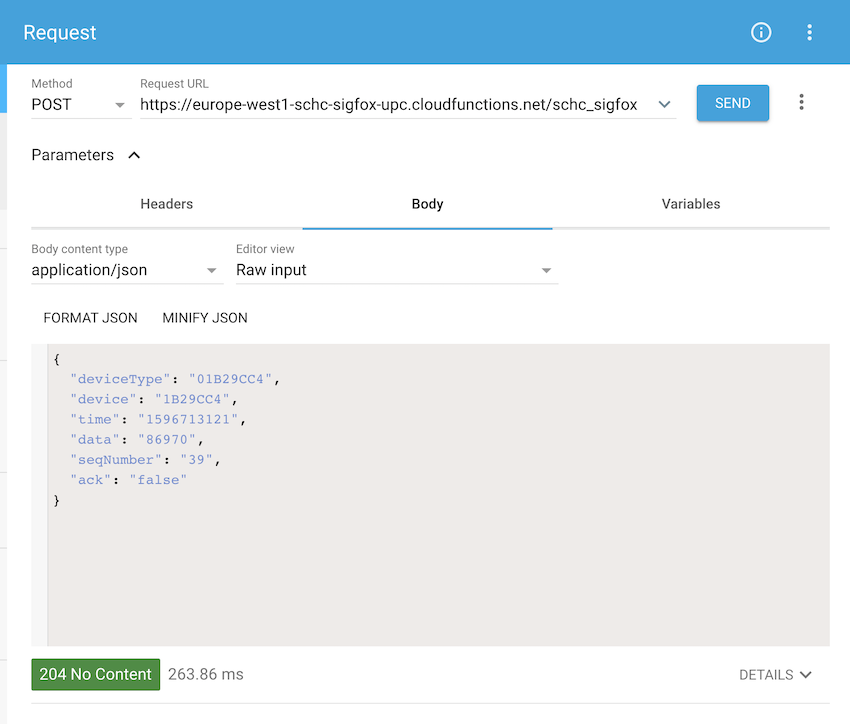 Request
Method
Request URL
POST
https://europe-west1-schc-sigfox-upc.cloudfunctions.net/schc_sigfox
SEND
Parameters
Headers
Body
Variables
Body content type
Editor view
application/json
Raw input
FORMAT JSON
MINIFY JSON
{
"deviceType": "01B29CC4",
"device": "1B29CC4",
"time": "1596713121",
"data": "86970",
"seqNumber": "39",
"ack": "false"
}
204 No Content
263.86 ms
DETAILS